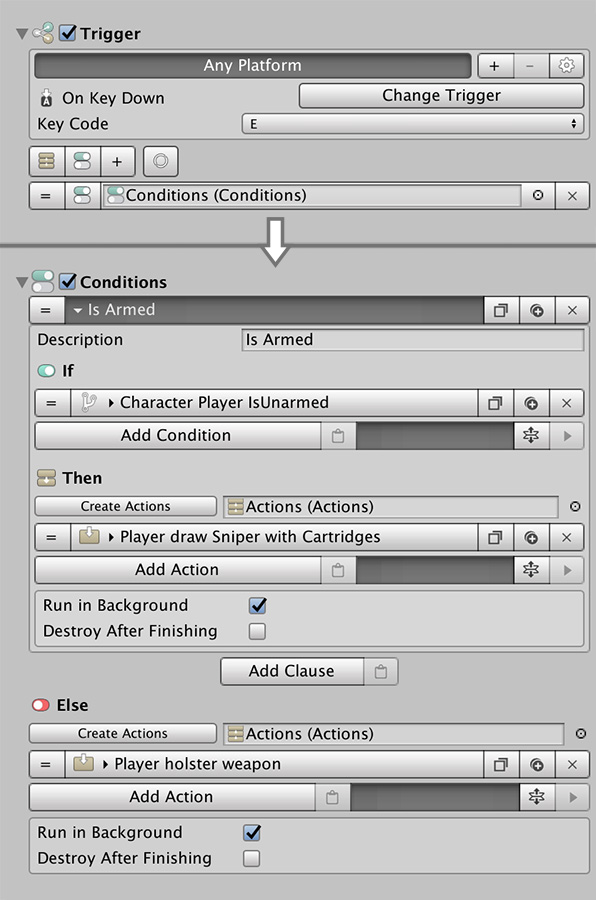 Trigger
Any Platform
+ -
On Key Down
Change Trigger
Key Code
E
+
= Conditions (Conditions) ×
Conditions
= Is Armed ×
Description
Is Armed
If
= Character Player IsUnarmed ×
Add Condition
Then
Create Actions
Actions (Actions)
= Player draw Sniper with Cartridges ×
Add Action
Run in Background
Destroy After Finishing
Add Clause
Else
Create Actions
Actions (Actions)
= Player holster weapon ×
Add Action
Run in Background
Destroy After Finishing